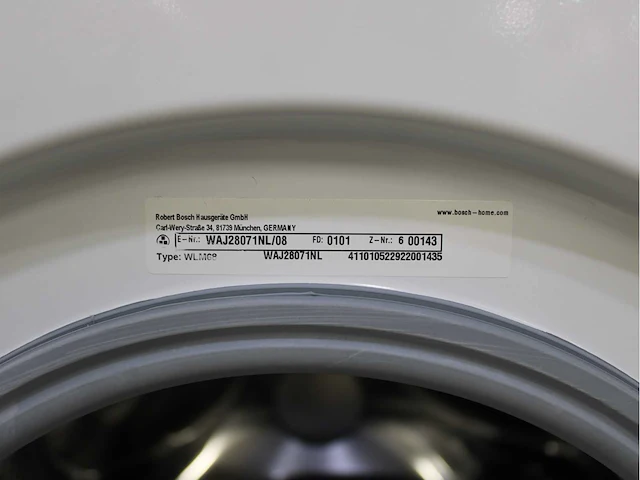 Robert Bosch Hausgeräte GmbH
www.bosch-home.com
Carl-Wery-Straße 34, 81739 München, GERMANY
E-Nr.: WAJ28071NL/08 FD: 0101 Z-Nr.: 6 00143
Type: WLM68 WAJ28071NL 411010522922001435